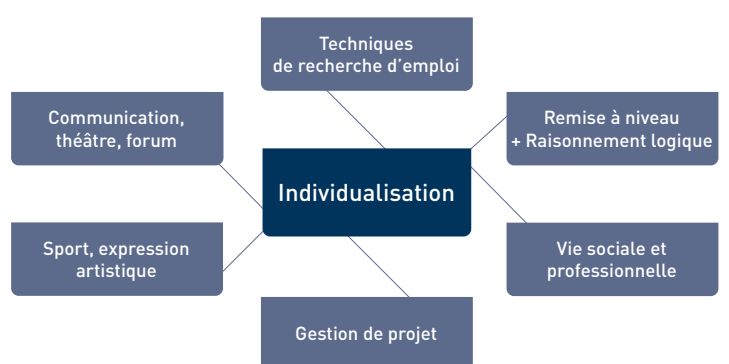 Techniques
de recherche d'emploi
Communication,
théâtre, forum
Remise à niveau
+ Raisonnement logique
Individualisation
Sport, expression
artistique
Vie sociale et
professionnelle
Gestion de projet